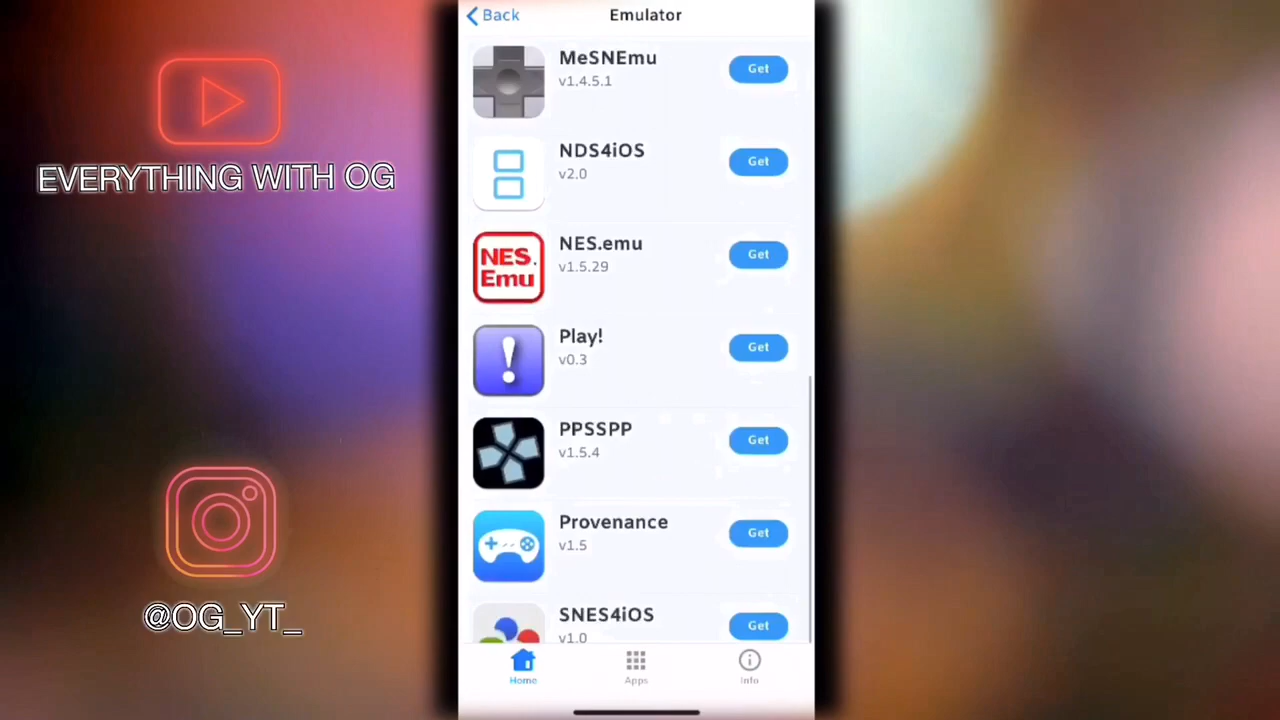 Back
Emulator
MeSNEmu
v1.4.5.1
Get
NDS4iOS
v2.0
Get
NES.
Emu
NES.emu
v1.5.29
Get
Play!
v0.3
Get
PPSSPP
v1.5.4
Get
Provenance
v1.5
Get
SNES4iOS
v1.0
Get
Home
Apps
Info
EVERYTHING WITH OG
@OG_YT_